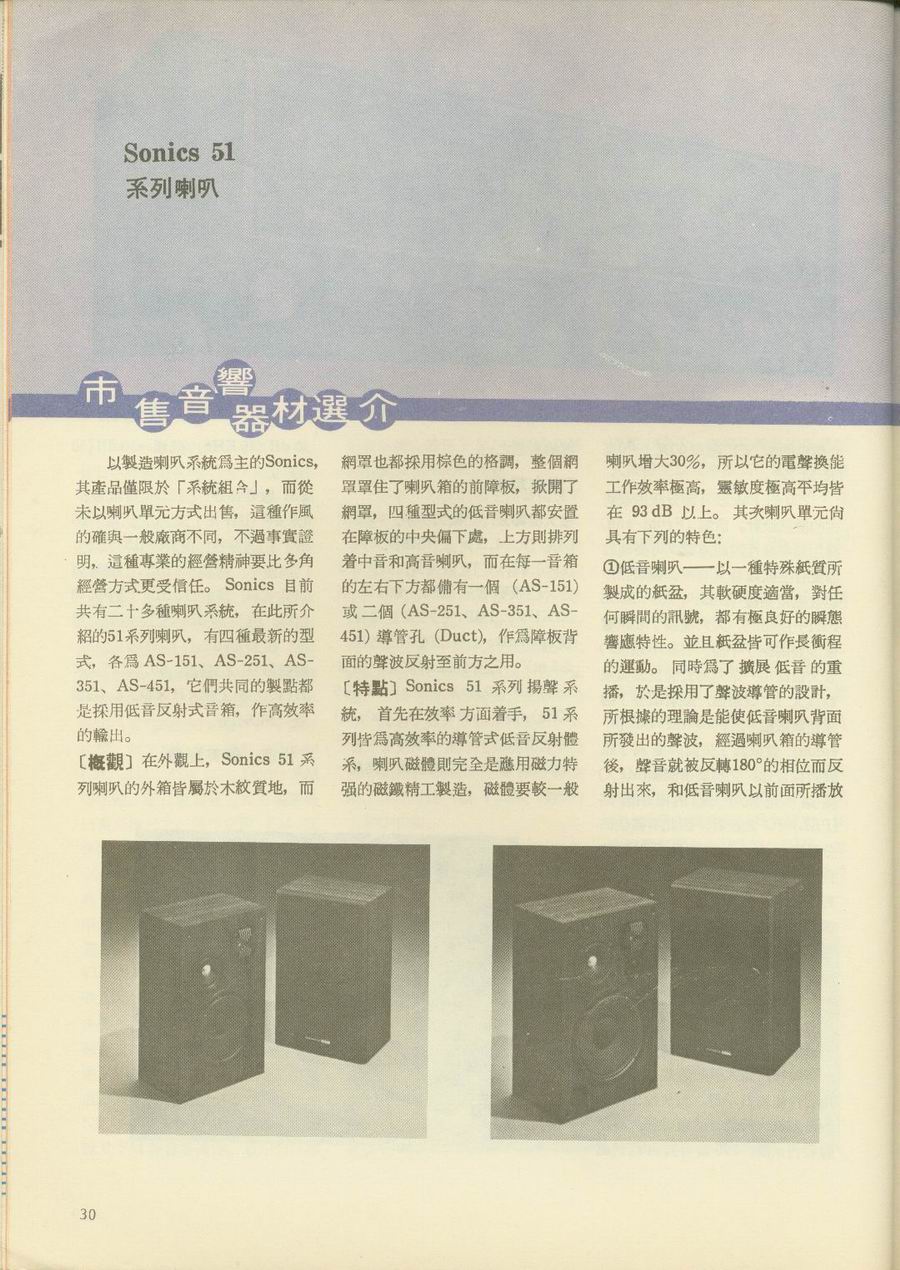 Sonics 51
系列喇叭
市售音響器材選介
以製造喇叭系統爲主的Sonics,
其產品僅限於「系統組合」，而從
未以喇叭單元方式出售，這種作風
的確與一般廠商不同，不過事實證
明，這種專業的經營精神要比多角
經營方式更受信任。 Sonics 目前
共有二十多種喇叭系統，在此所介
紹的51系列喇叭，有四種最新的型
式，各爲 AS-151、AS-251、AS-
351、AS-451，它們共同的製點都
是採用低音反射式音箱，作高效率
的輸出。
〔概觀〕在外觀上，Sonics 51 系
列喇叭的外箱皆屬於木紋質地，而
網罩也都採用棕色的格調，整個網
罩罩住了喇叭箱的前障板，掀開了
網罩，四種型式的低音喇叭都安置
在障板的中央偏下處，上方則排列
着中音和高音喇叭，而在每一音箱
的左右下方都備有一個 (AS-151)
或二個 (AS-251、AS-351、AS-
451) 導管孔 (Duct)，作爲障板背
面的聲波反射至前方之用。
〔特點〕Sonics 51 系列揚聲系
統，首先在效率方面着手，51 系
列皆爲高效率的導管式低音反射體
系，喇叭磁體則完全是應用磁力特
强的磁鐵精工製造，磁體要較一般
喇叭增大30%，所以它的電聲換能
工作效率極高，靈敏度極高平均皆
在 93 dB 以上。其次喇叭單元尙
具有下列的特色：
①低音喇叭——以一種特殊紙質所
製成的紙盆，其軟硬度適當，對任
何瞬間的訊號，都有極良好的瞬態
響應特性。並且紙盆皆可作長衝程
的運動。同時爲了擴展低音的重
播，於是採用了聲波導管的設計，
所根據的理論是能使低音喇叭背面
所發出的聲波，經過喇叭箱的導管
後，聲音就被反轉180°的相位而反
射出來，和低音喇叭以前面所播放
30